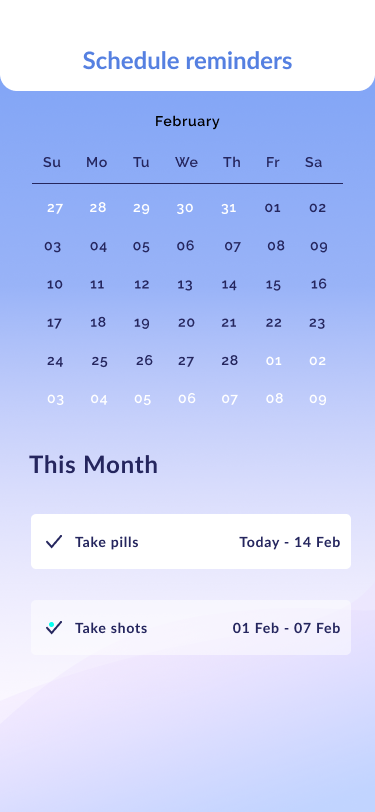 Schedule reminders
February
Su Mo Tu We Th Fr Sa
27 28 29 30 31 01 02
03 04 05 06 07 08 09
10 11 12 13 14 15 16
17 18 19 20 21 22 23
24 25 26 27 28 01 02
03 04 05 06 07 08 09
This Month
Take pills Today - 14 Feb
Take shots 01 Feb - 07 Feb